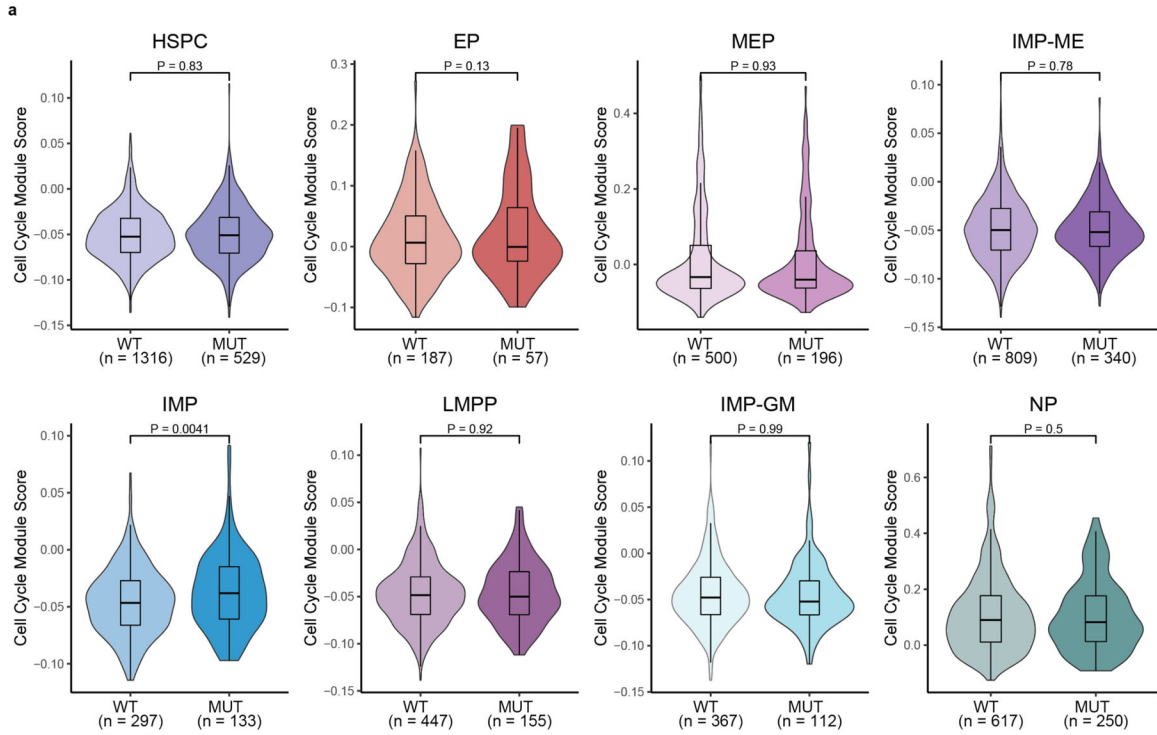 a
HSPC
P = 0.83
Cell Cycle Module Score
0.10
0.05
0.00
−0.05
−0.10
−0.15
WT
(n = 1316)
MUT
(n = 529)
EP
P = 0.13
Cell Cycle Module Score
0.3
0.2
0.1
0.0
−0.1
WT
(n = 187)
MUT
(n = 57)
MEP
P = 0.93
Cell Cycle Module Score
0.4
0.2
0.0
WT
(n = 500)
MUT
(n = 196)
IMP-ME
P = 0.78
Cell Cycle Module Score
0.10
0.05
0.00
−0.05
−0.10
−0.15
WT
(n = 809)
MUT
(n = 340)
IMP
P = 0.0041
Cell Cycle Module Score
0.10
0.05
0.00
−0.05
−0.10
WT
(n = 297)
MUT
(n = 133)
LMPP
P = 0.92
Cell Cycle Module Score
0.10
0.05
0.00
−0.05
−0.10
−0.15
WT
(n = 447)
MUT
(n = 155)
IMP-GM
P = 0.99
Cell Cycle Module Score
0.10
0.05
0.00
−0.05
−0.10
−0.15
WT
(n = 367)
MUT
(n = 112)
NP
P = 0.5
Cell Cycle Module Score
0.6
0.4
0.2
0.0
WT
(n = 617)
MUT
(n = 250)